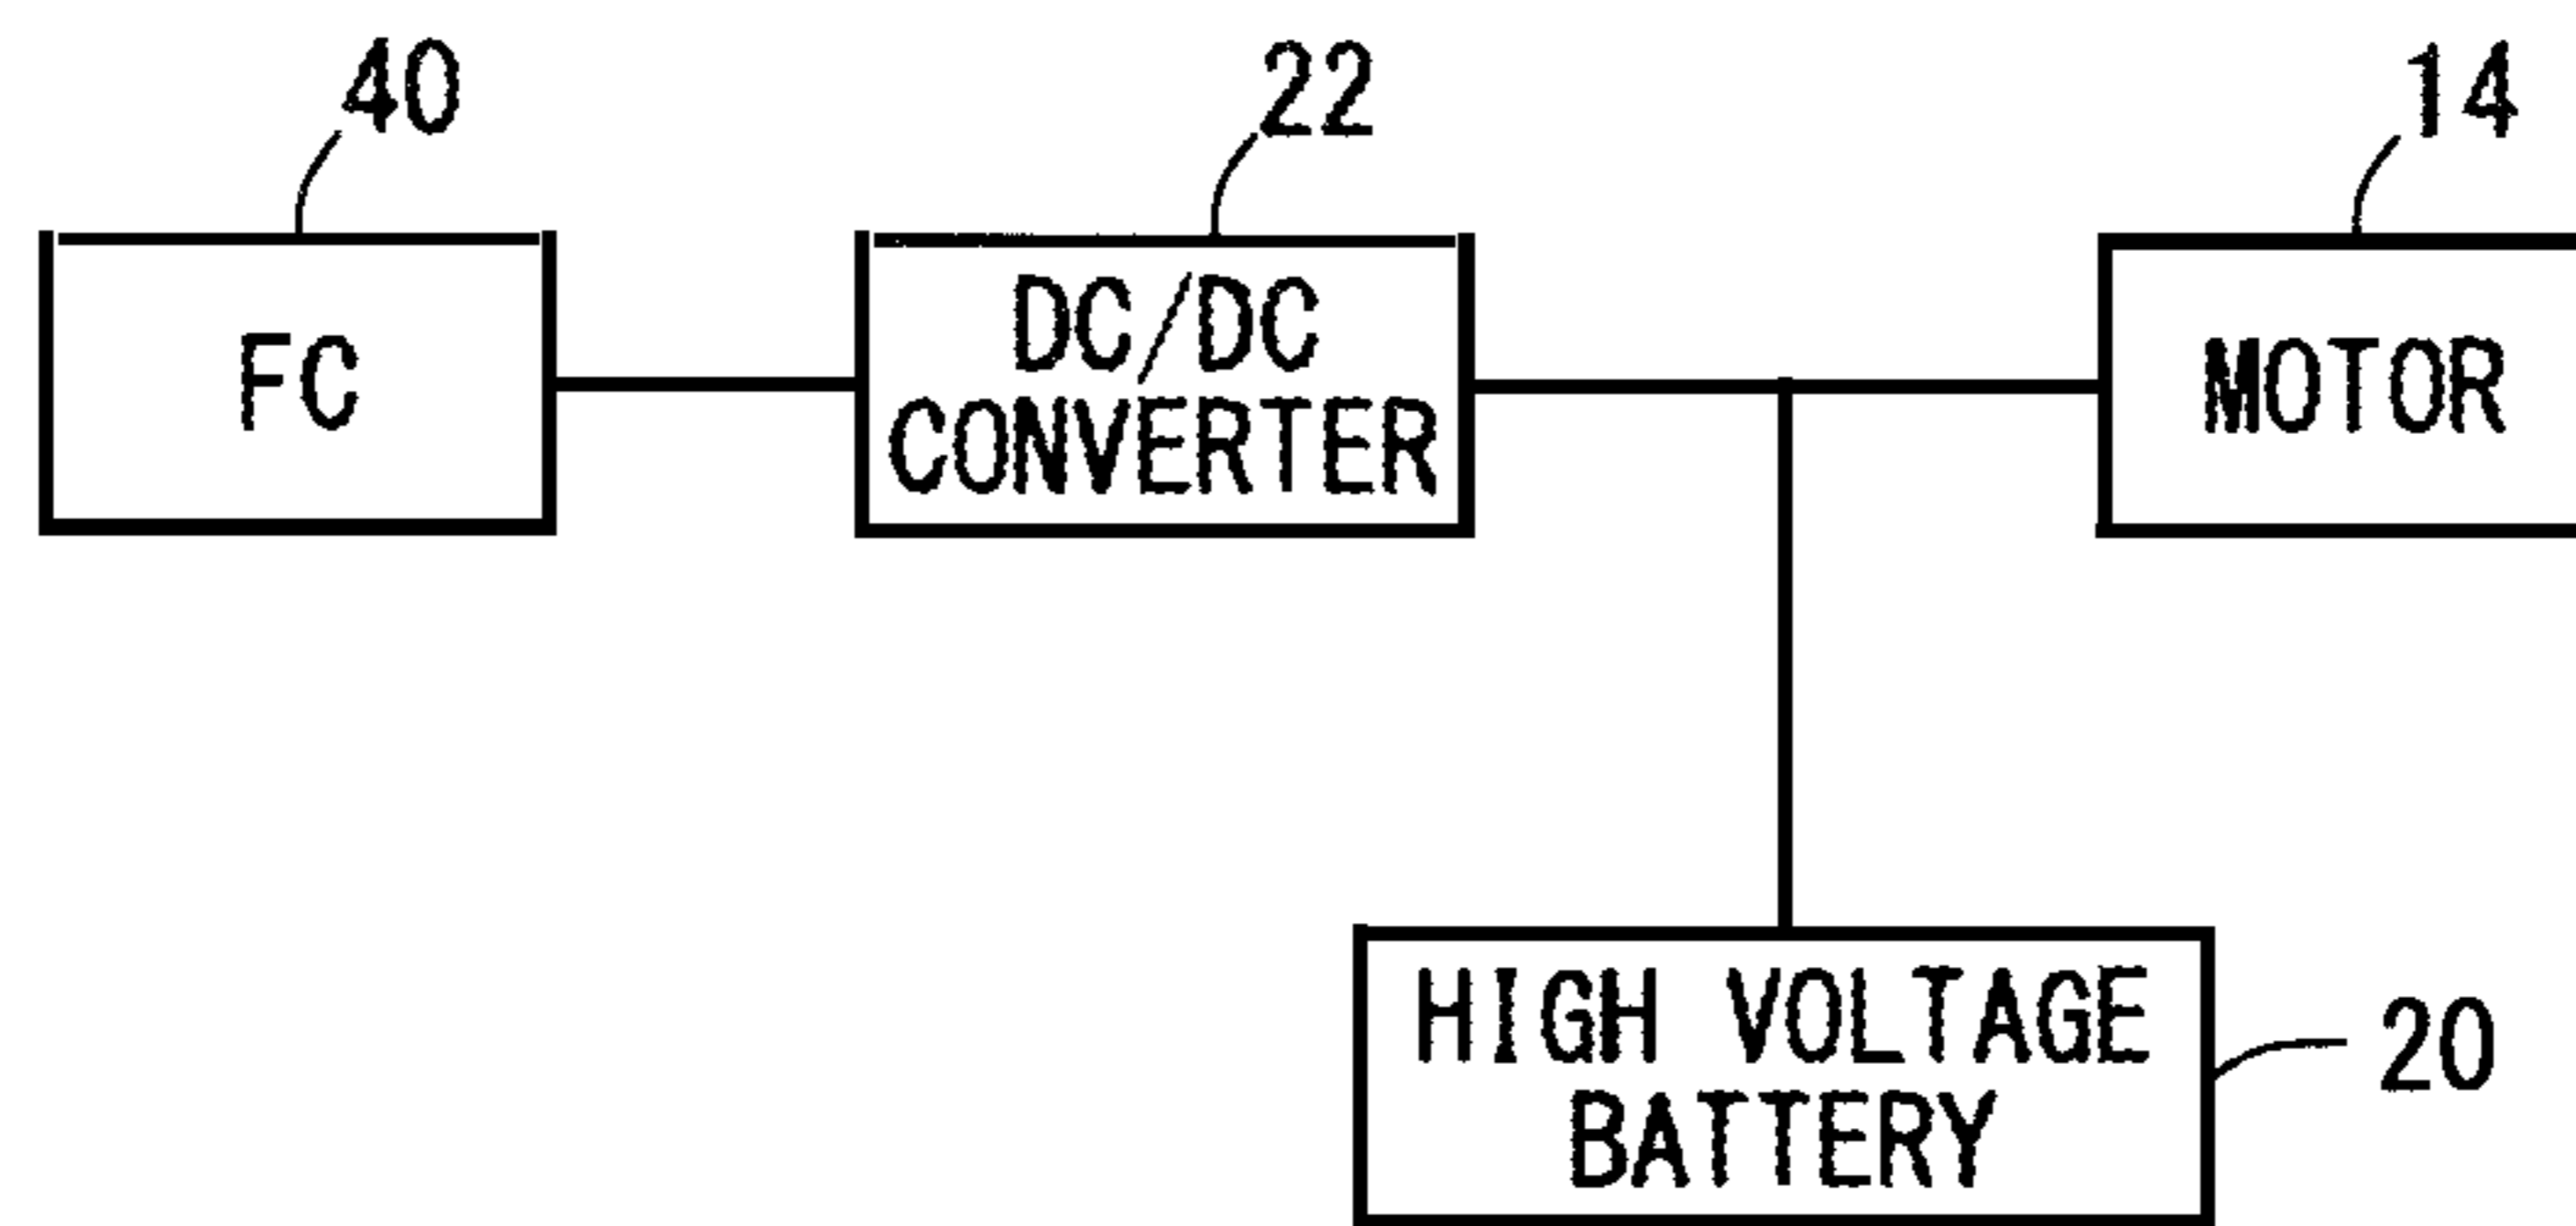 40
22
14
FC
DC/DC
CONVERTER
MOTOR
HIGH VOLTAGE
BATTERY
20